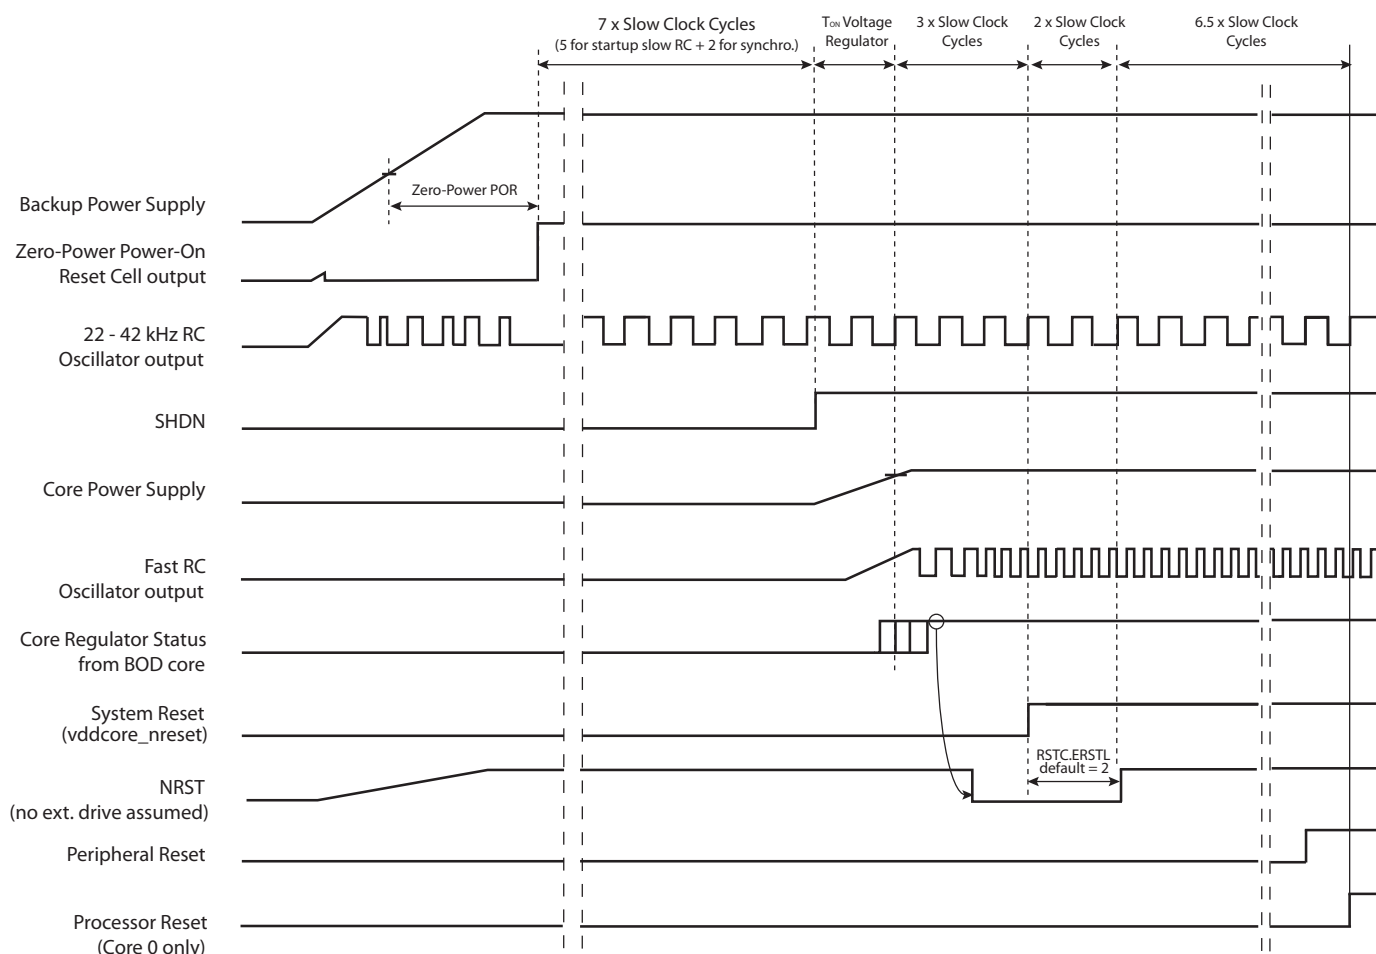 7 x Slow Clock Cycles
(5 for startup slow RC + 2 for synchro.)
TON Voltage
Regulator
3 x Slow Clock
Cycles
2 x Slow Clock
Cycles
6.5 x Slow Clock
Cycles
Zero-Power POR
Backup Power Supply
Zero-Power Power-On
Reset Cell output
22 - 42 kHz RC
Oscillator output
SHDN
Core Power Supply
Fast RC
Oscillator output
Core Regulator Status
from BOD core
System Reset
(vddcore_nreset)
RSTC.ERSTL
default = 2
NRST
(no ext. drive assumed)
Peripheral Reset
Processor Reset
(Core 0 only)